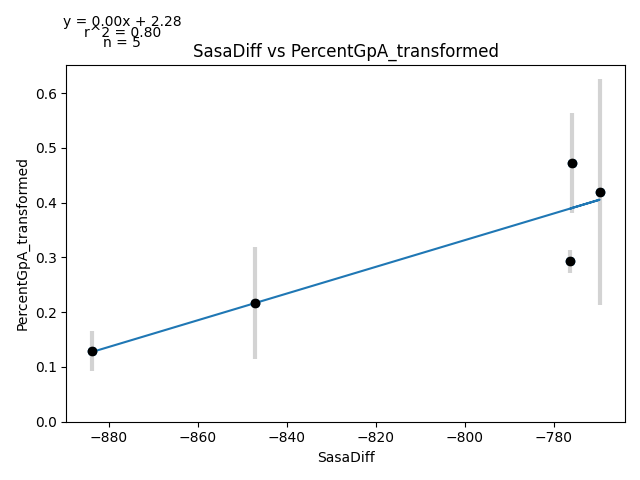 y = 0.00x + 2.28
r^2 = 0.80
n = 5
SasaDiff vs PercentGpA_transformed
0.6
0.5
0.4
0.3
0.2
0.1
0.0
PercentGpA_transformed
−880
−860
−840
−820
−800
−780
SasaDiff